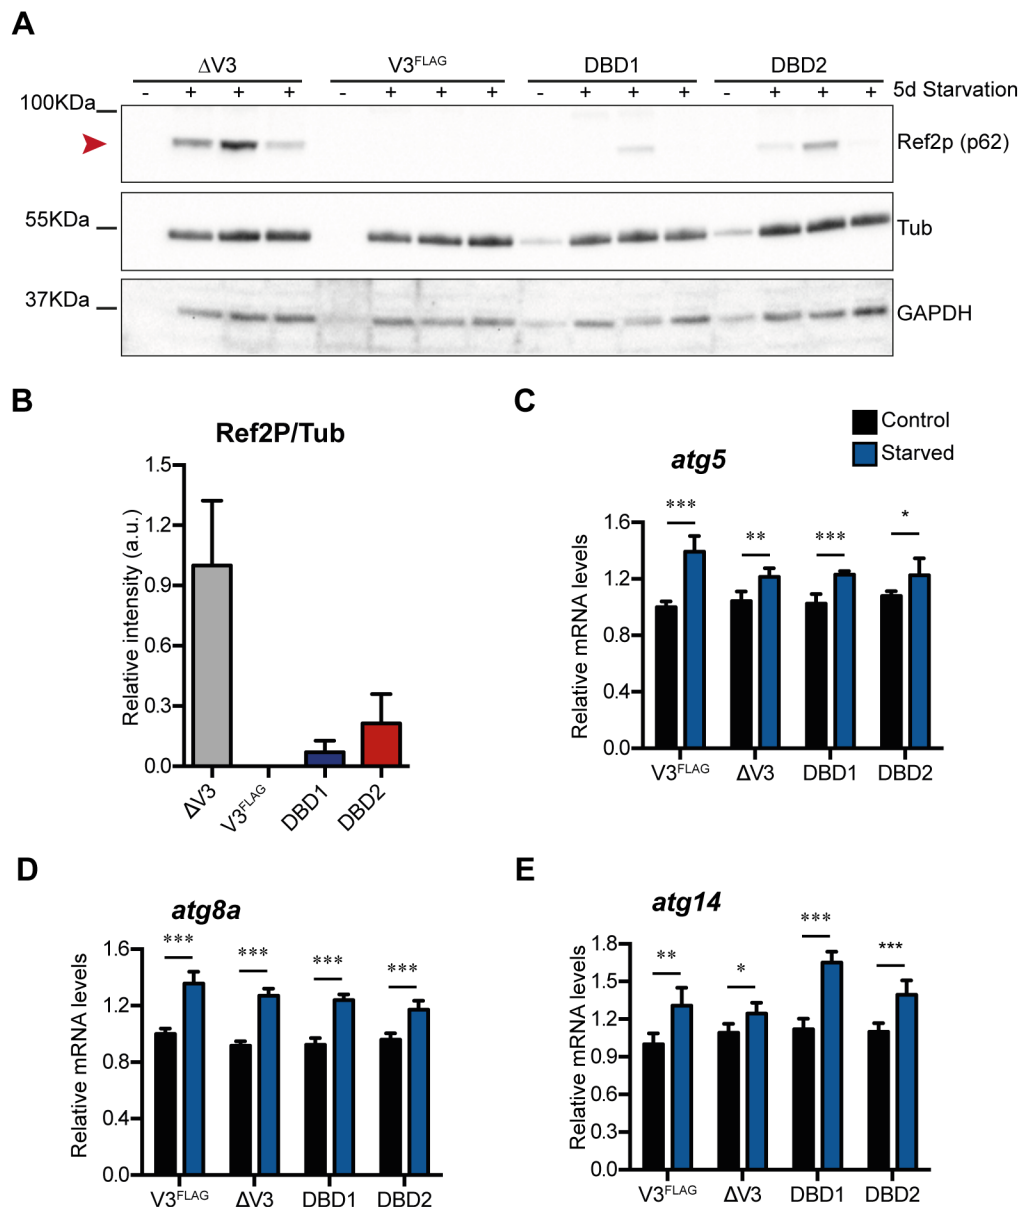 A
ΔV3 V3FLAG DBD1 DBD2
- + + + - + + + - + + + - + + + 5d Starvation
100KDa
Ref2p (p62)
55KDa
Tub
37KDa
GAPDH
B
Ref2P/Tub
Relative intensity (a.u.)
1.5
1.2
0.9
0.6
0.3
0.0
ΔV3 V3FLAG DBD1 DBD2
C
Control
Starved
atg5
Relative mRNA levels
1.6
1.2
0.8
0.4
0.0
*** ** *** *
V3FLAG ΔV3 DBD1 DBD2
D
atg8a
Relative mRNA levels
1.6
1.2
0.8
0.4
0.0
*** *** *** ***
V3FLAG ΔV3 DBD1 DBD2
E
atg14
Relative mRNA levels
1.8
1.5
1.2
0.9
0.6
0.3
0.0
** * *** ***
V3FLAG ΔV3 DBD1 DBD2